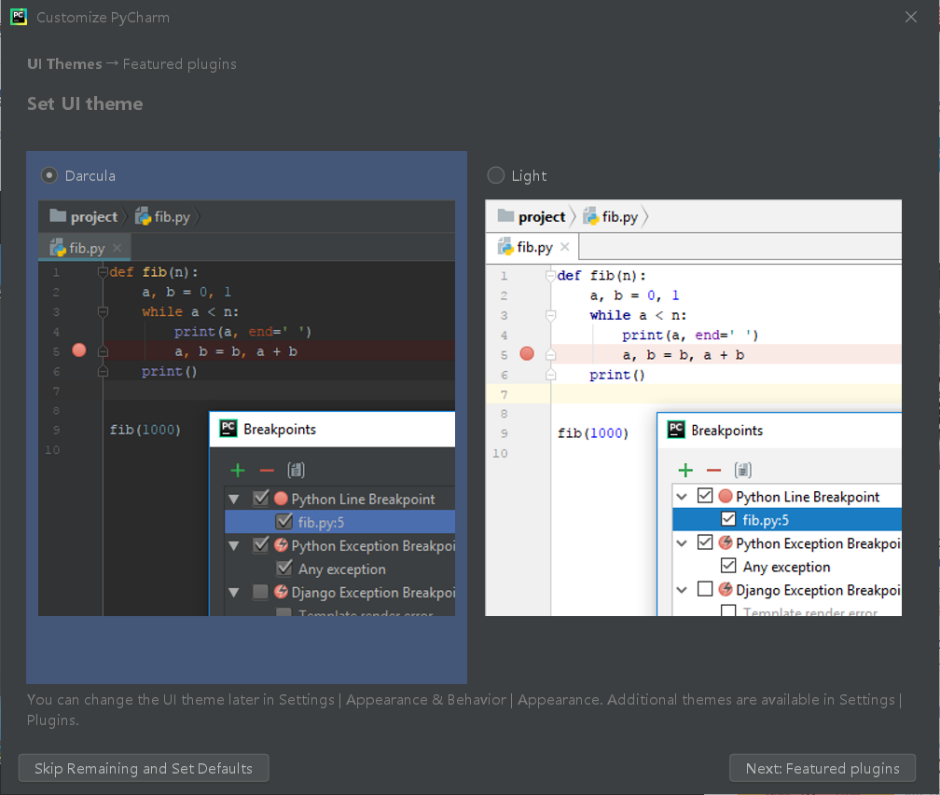 PC Customize PyCharm
UI Themes → Featured plugins
Set UI theme
Darcula
project fib.py
fib.py
1 def fib(n):
2 a, b = 0, 1
3 while a < n:
4 print(a, end=' ')
5 a, b = b, a + b
6 print()
7
8
9 fib(1000)
10
PC Breakpoints
Python Line Breakpoint
fib.py:5
Python Exception Breakpoi
Any exception
Django Exception Breakpoi
Template render error
Light
project fib.py
fib.py
1 def fib(n):
2 a, b = 0, 1
3 while a < n:
4 print(a, end=' ')
5 a, b = b, a + b
6 print()
7
8
9 fib(1000)
10
PC Breakpoints
Python Line Breakpoint
fib.py:5
Python Exception Breakpoi
Any exception
Django Exception Breakpoi
Template render error
You can change the UI theme later in Settings | Appearance & Behavior | Appearance. Additional themes are available in Settings |
Plugins.
Skip Remaining and Set Defaults
Next: Featured plugins